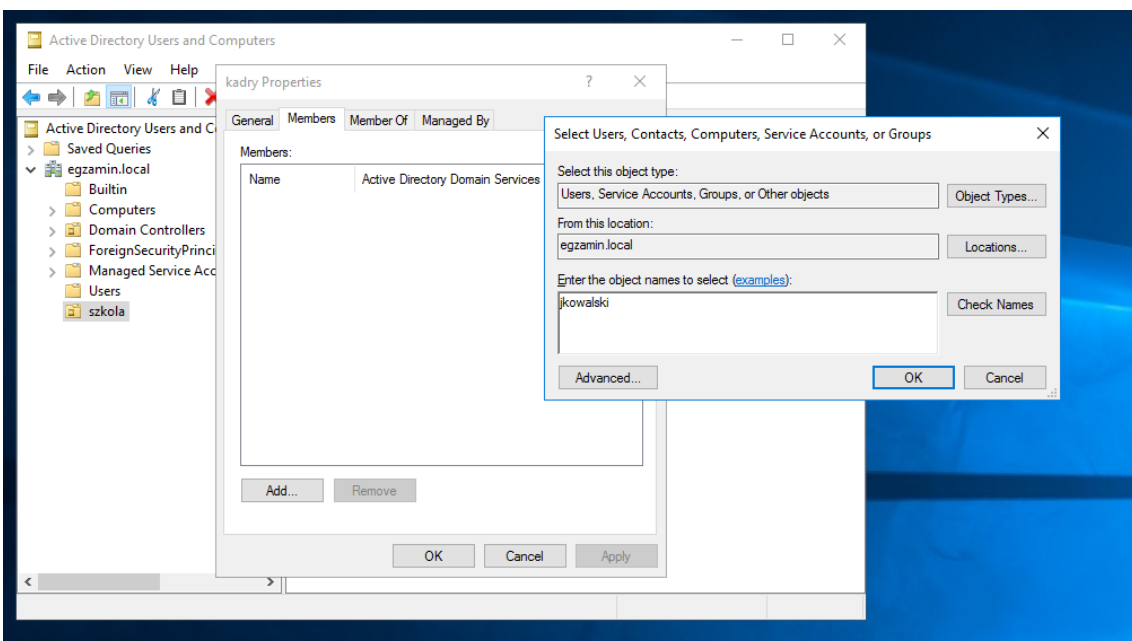 Active Directory Users and Computers
File Action View Help
Active Directory Users and C
Saved Queries
egzamin.local
Builtin
Computers
Domain Controllers
ForeignSecurityPrinci
Managed Service Acc
Users
szkola
kadry Properties
?
General Members Member Of Managed By
Members:
Name Active Directory Domain Services
Add... Remove
OK Cancel Apply
Select Users, Contacts, Computers, Service Accounts, or Groups
Select this object type:
Users, Service Accounts, Groups, or Other objects Object Types...
From this location:
egzamin.local Locations...
Enter the object names to select (examples):
jkowalski Check Names
Advanced... OK Cancel